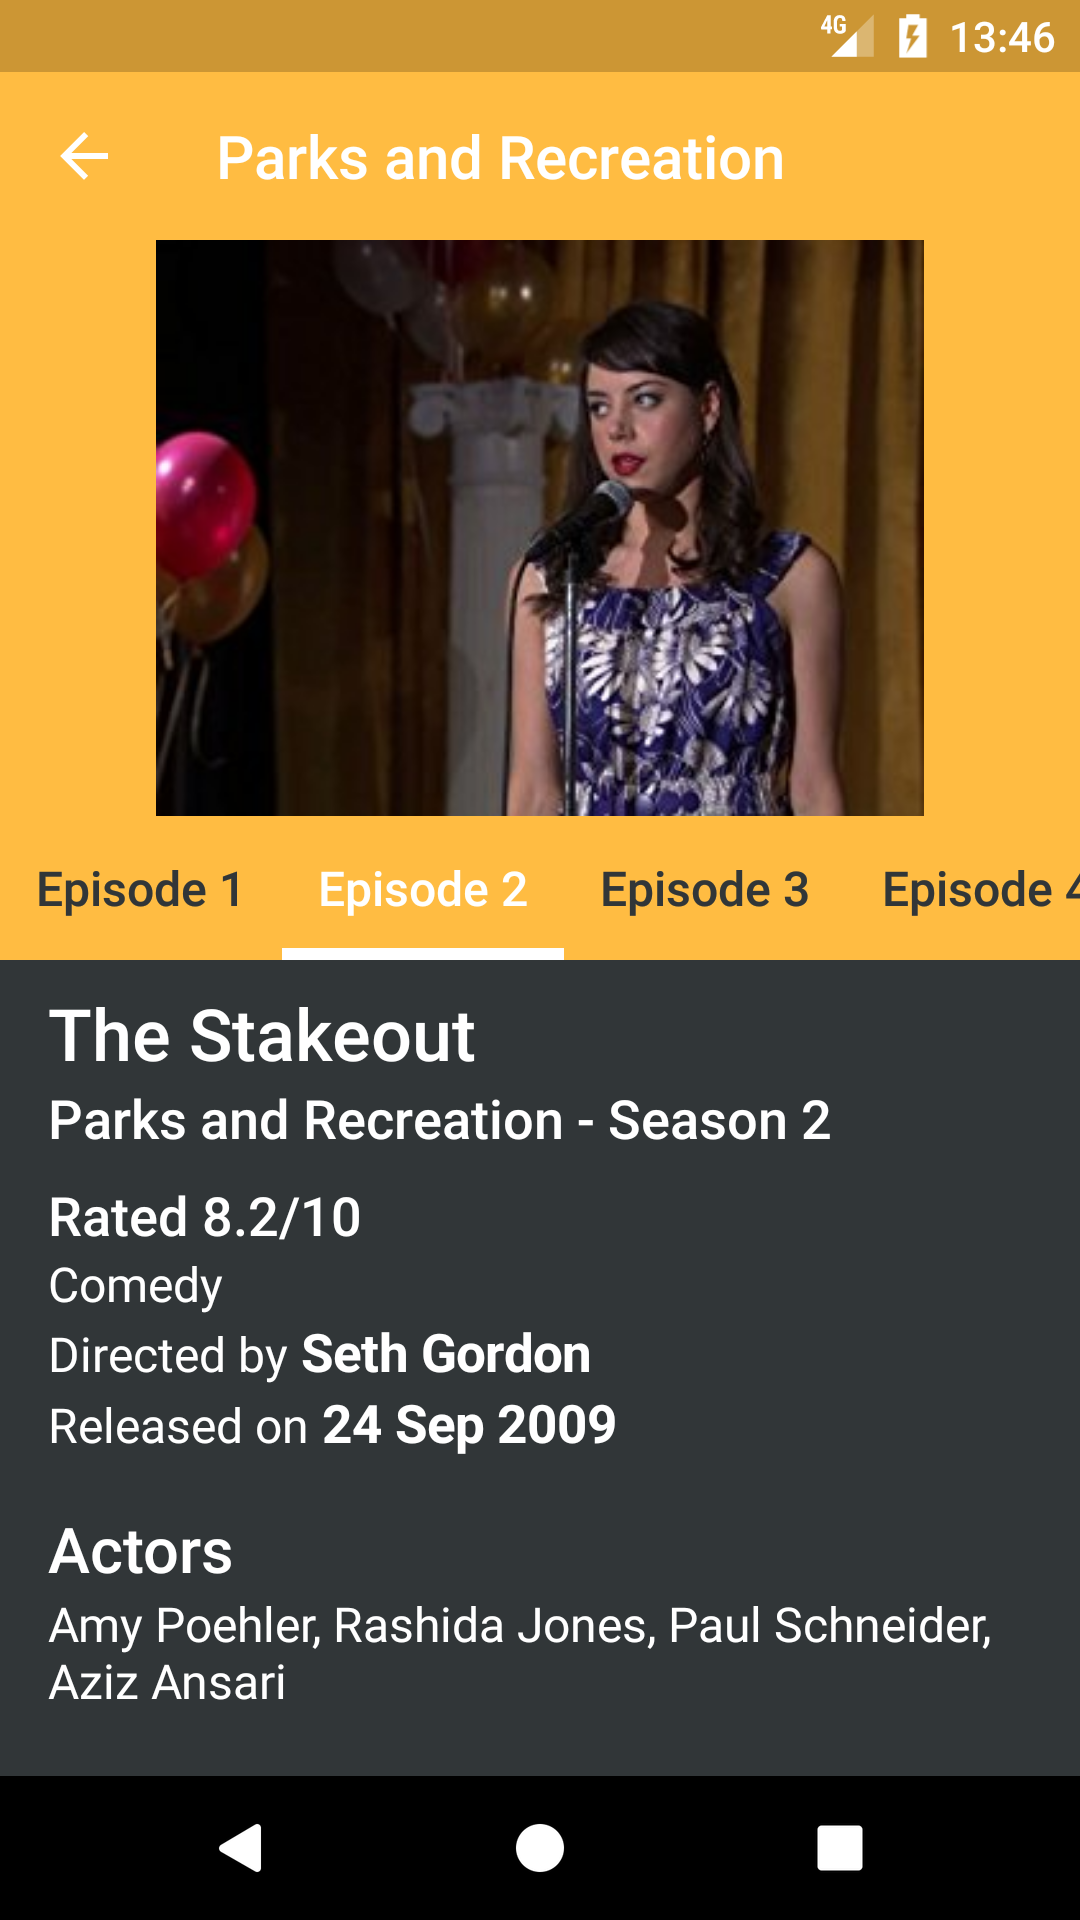 4G 13:46
Parks and Recreation
Episode 1 Episode 2 Episode 3 Episode 4
The Stakeout
Parks and Recreation - Season 2
Rated 8.2/10
Comedy
Directed by Seth Gordon
Released on 24 Sep 2009
Actors
Amy Poehler, Rashida Jones, Paul Schneider,
Aziz Ansari